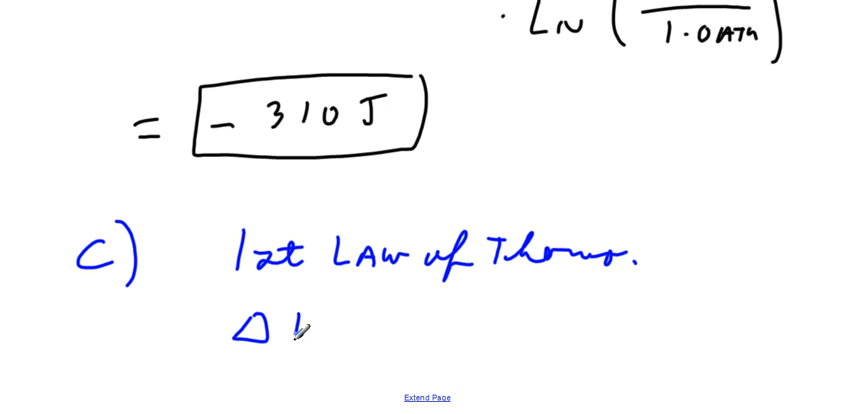 · LN (
1.0 ATM )
= - 310 J
C) 1st LAW of Thermo.
Δ
Extend Page